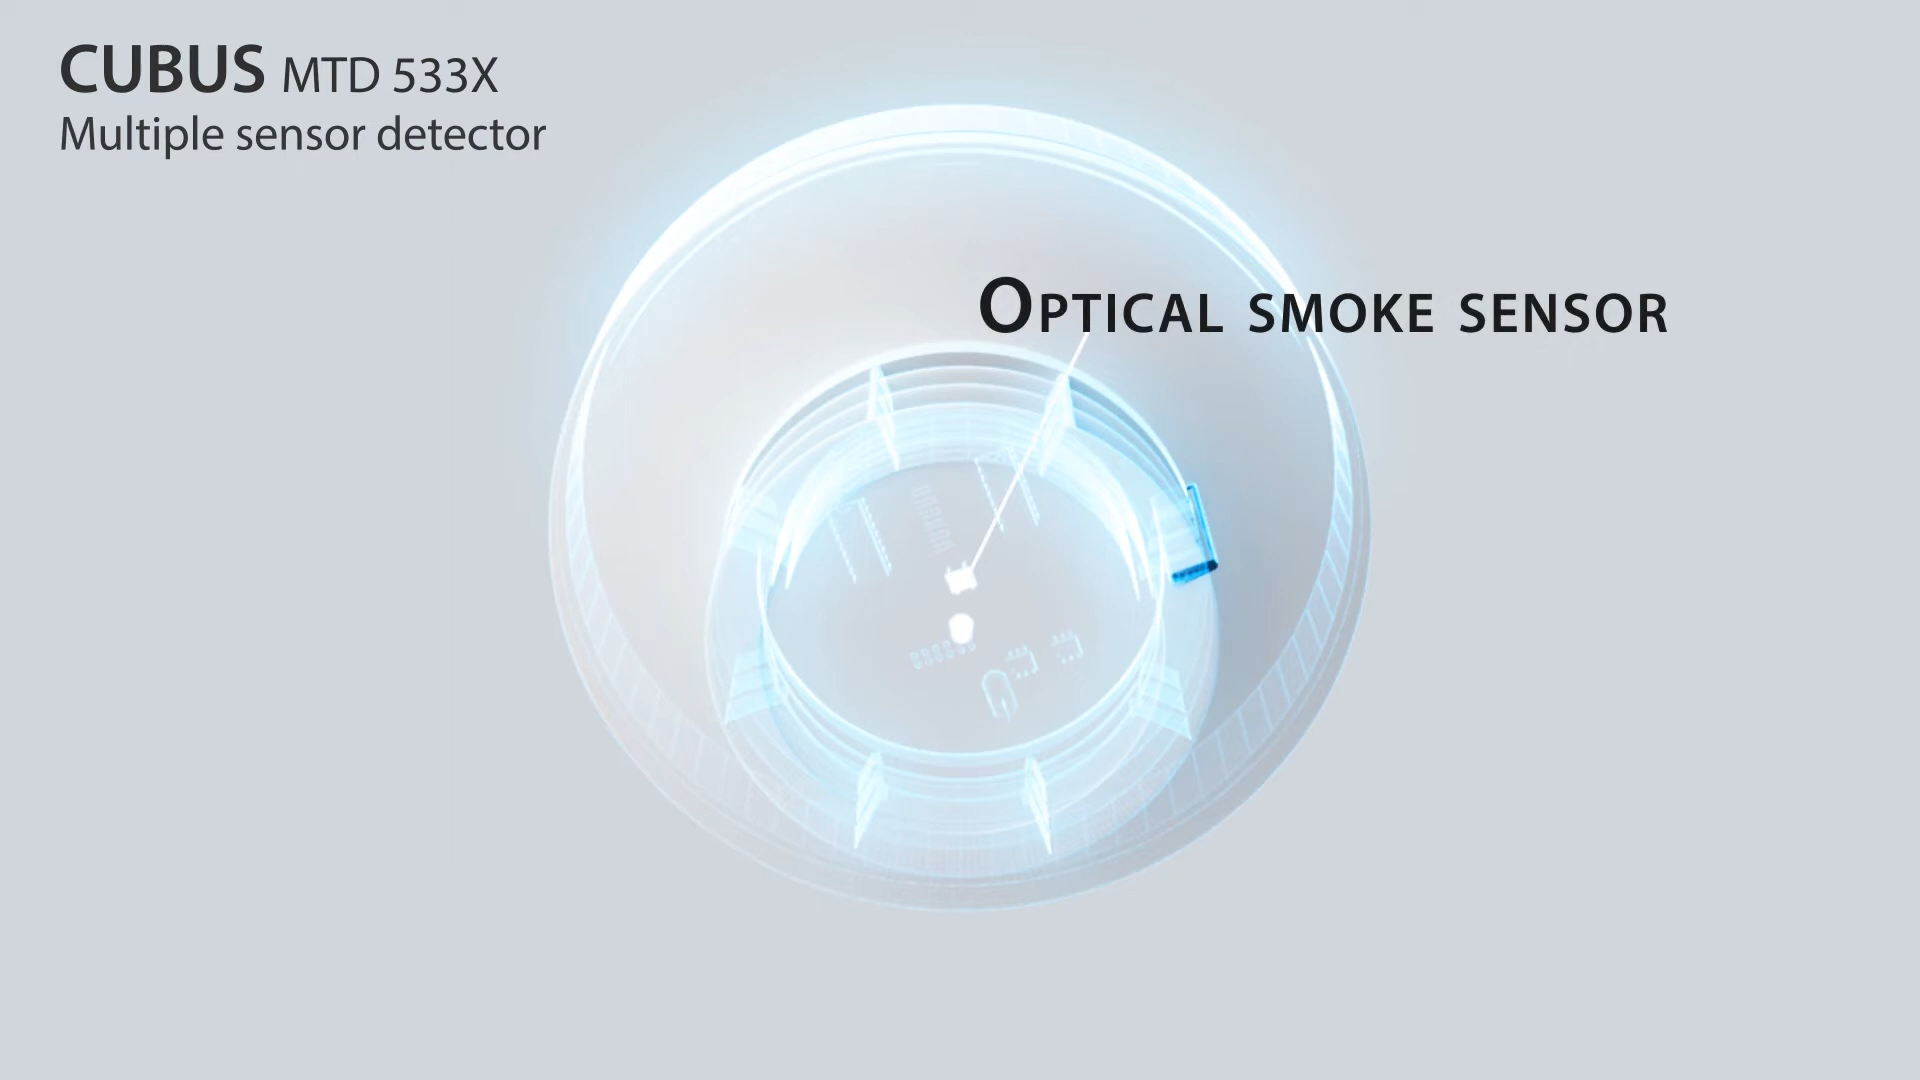 CUBUS MTD 533X
Multiple sensor detector
OPTICAL SMOKE SENSOR